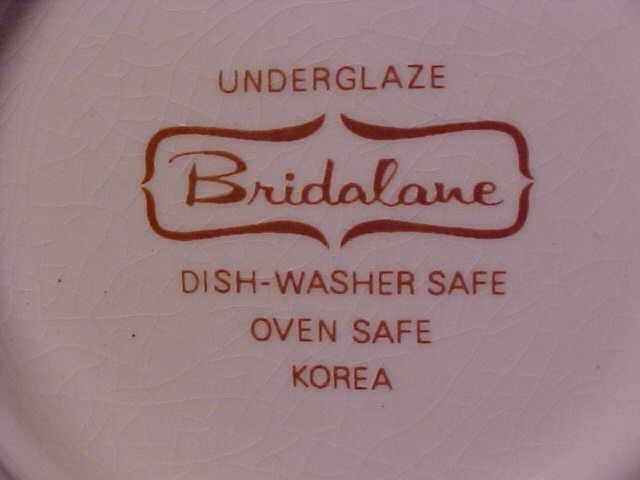 UNDERGLAZE
Bridalane
DISH-WASHER SAFE
OVEN SAFE
KOREA